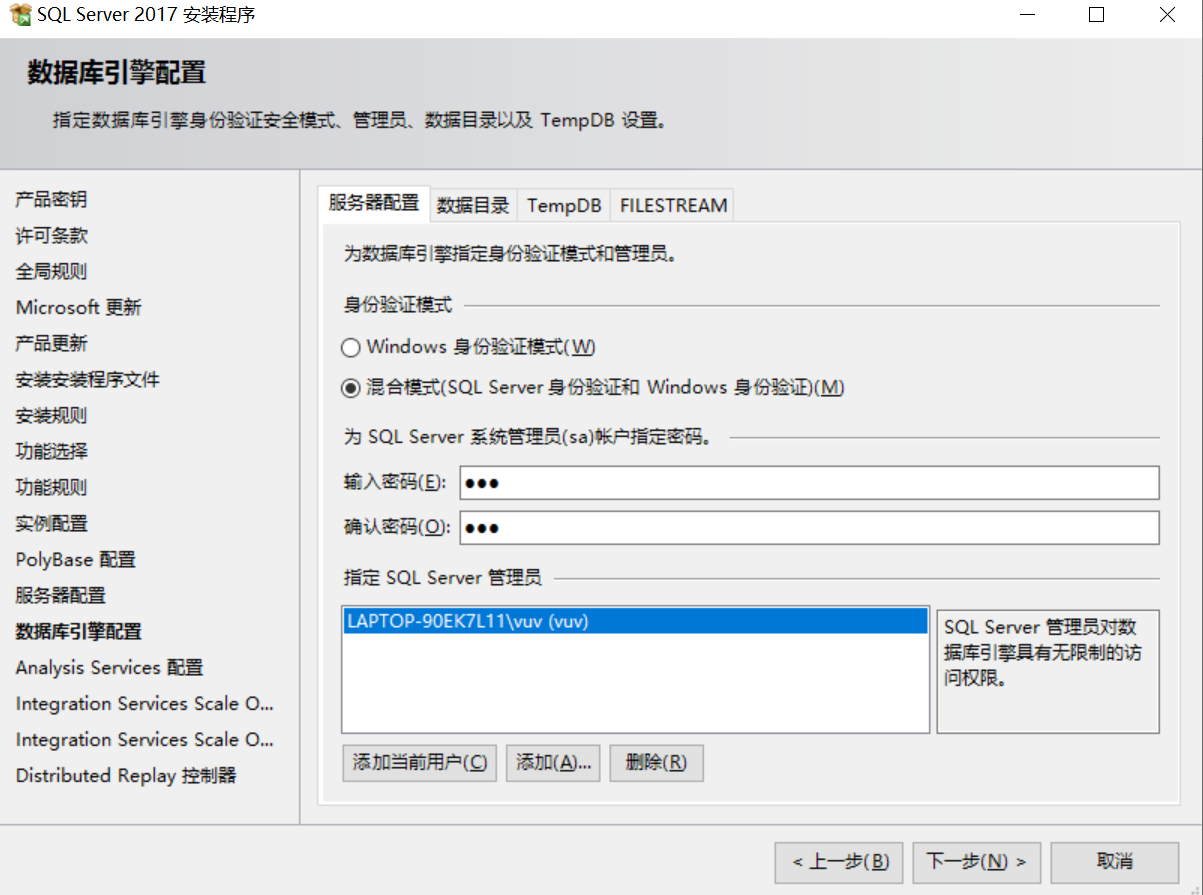 SQL Server 2017 安装程序
数据库引擎配置
指定数据库引擎身份验证安全模式、管理员、数据目录以及 TempDB 设置。
产品密钥
许可条款
全局规则
Microsoft 更新
产品更新
安装安装程序文件
安装规则
功能选择
功能规则
实例配置
PolyBase 配置
服务器配置
数据库引擎配置
Analysis Services 配置
Integration Services Scale O...
Integration Services Scale O...
Distributed Replay 控制器
服务器配置 数据目录 TempDB FILESTREAM
为数据库引擎指定身份验证模式和管理员。
身份验证模式
Windows 身份验证模式(W)
混合模式(SQL Server 身份验证和 Windows 身份验证)(M)
为 SQL Server 系统管理员(sa)帐户指定密码。
输入密码(E): ●●●
确认密码(O): ●●●
指定 SQL Server 管理员
LAPTOP-90EK7L11\vuv (vuv)
SQL Server 管理员对数
据库引擎具有无限制的访
问权限。
添加当前用户(C) 添加(A)... 删除(R)
< 上一步(B) 下一步(N) > 取消